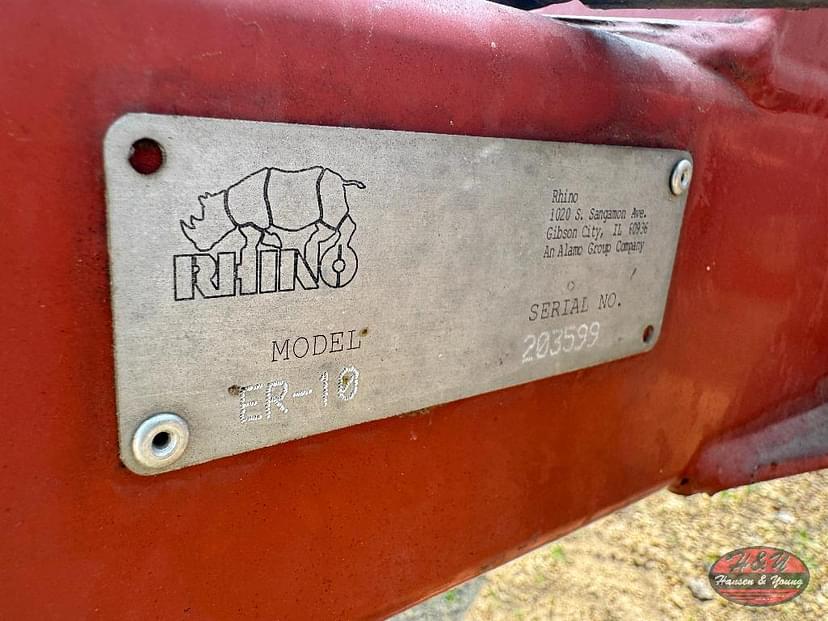 RHINO
Rhino
1020 S. Sangamon Ave.
Gibson City, IL 60936
An Alamo Group Company
MODEL
ER-10
SERIAL NO.
203599
H&Y
Hansen & Young